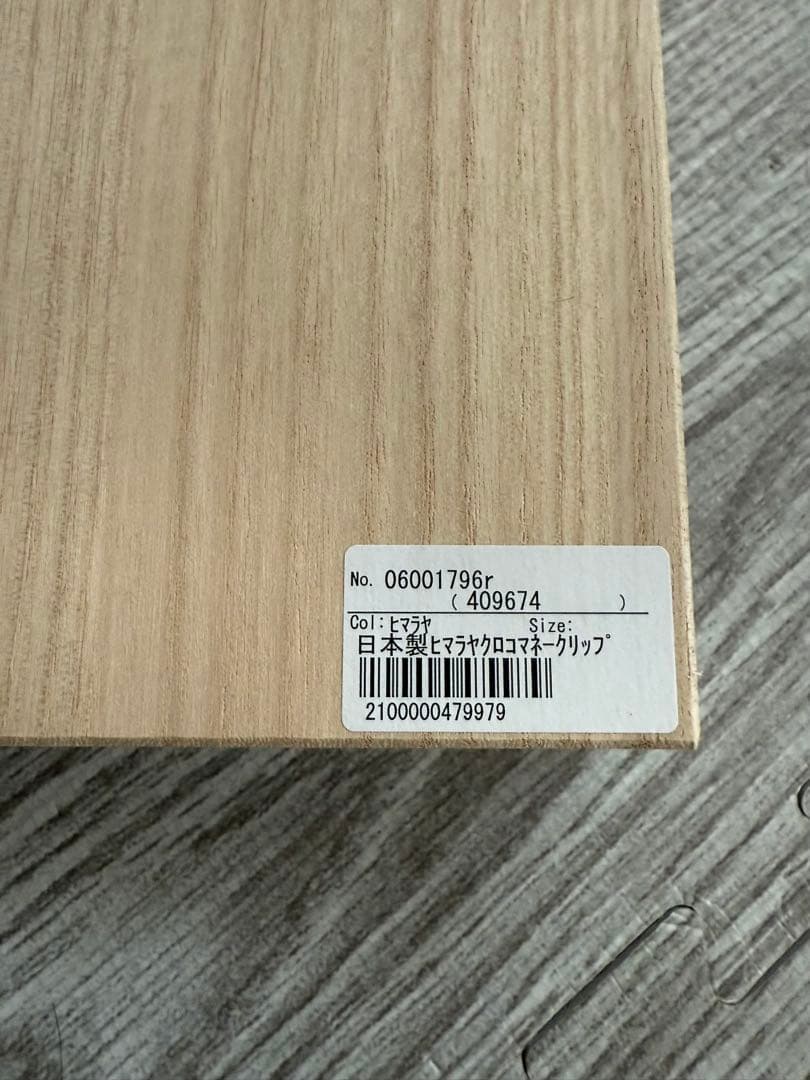 No. 06001796r
( 409674 )
Col:ﾋﾏﾗﾔ Size:
日本製ﾋﾏﾗﾔｸﾛｺﾏﾈｰｸﾘｯﾌﾟ
2100000479979